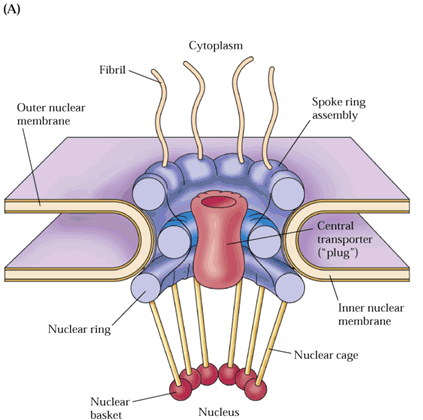 (A)
Cytoplasm
Fibril
Spoke ring
assembly
Outer nuclear
membrane
Central
transporter
("plug")
Inner nuclear
membrane
Nuclear ring
Nuclear cage
Nuclear
basket
Nucleus